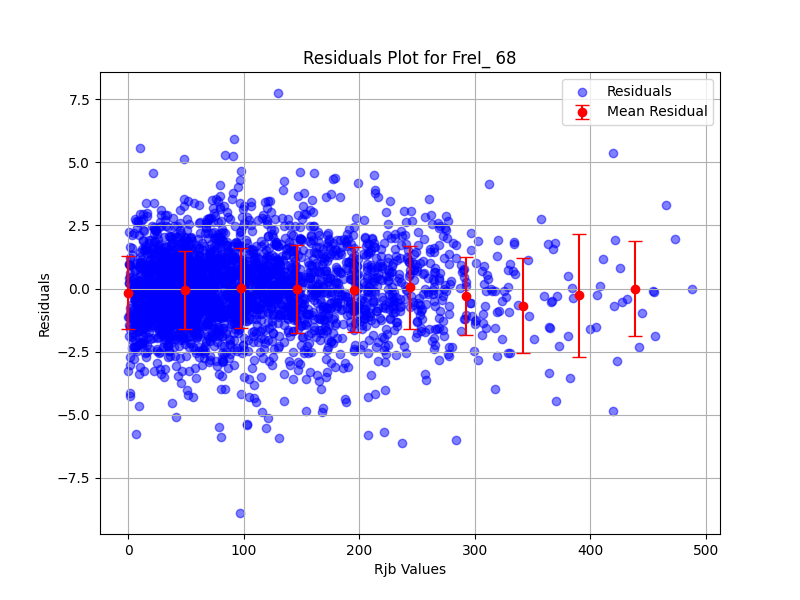 Residuals Plot for FreI_ 68
Residuals
Mean Residual
7.5
5.0
2.5
0.0
−2.5
−5.0
−7.5
Residuals
0 100 200 300 400 500
Rjb Values